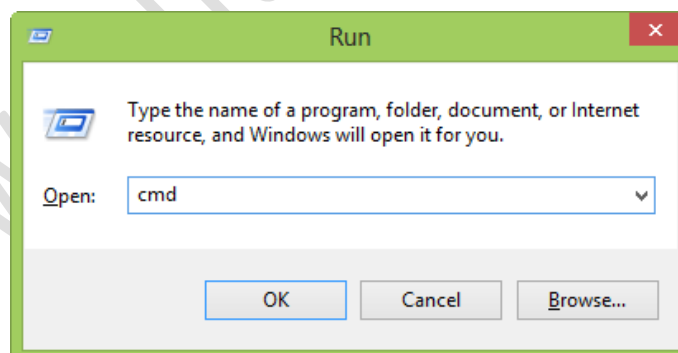 Run
Type the name of a program, folder, document, or Internet
resource, and Windows will open it for you.
Open: cmd
OK Cancel Browse...